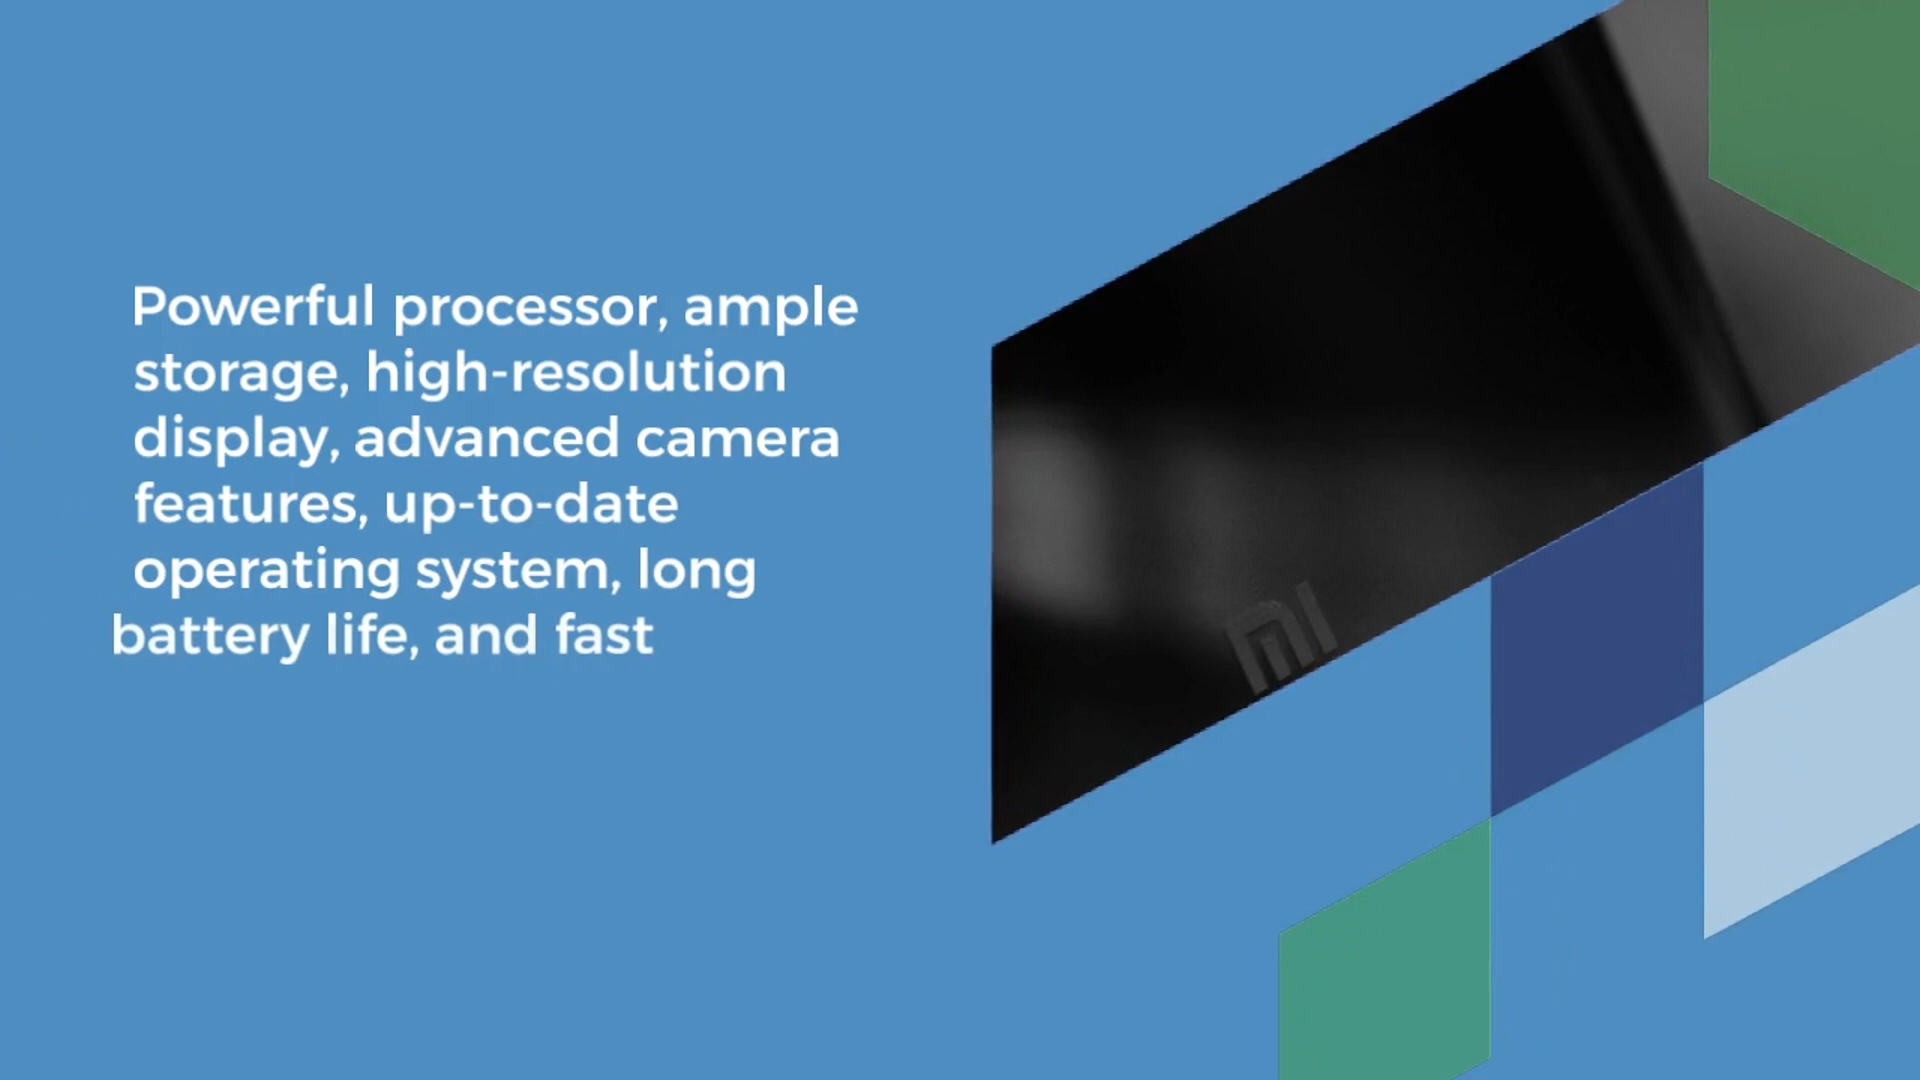 Powerful processor, ample
storage, high-resolution
display, advanced camera
features, up-to-date
operating system, long
battery life, and fast
mi